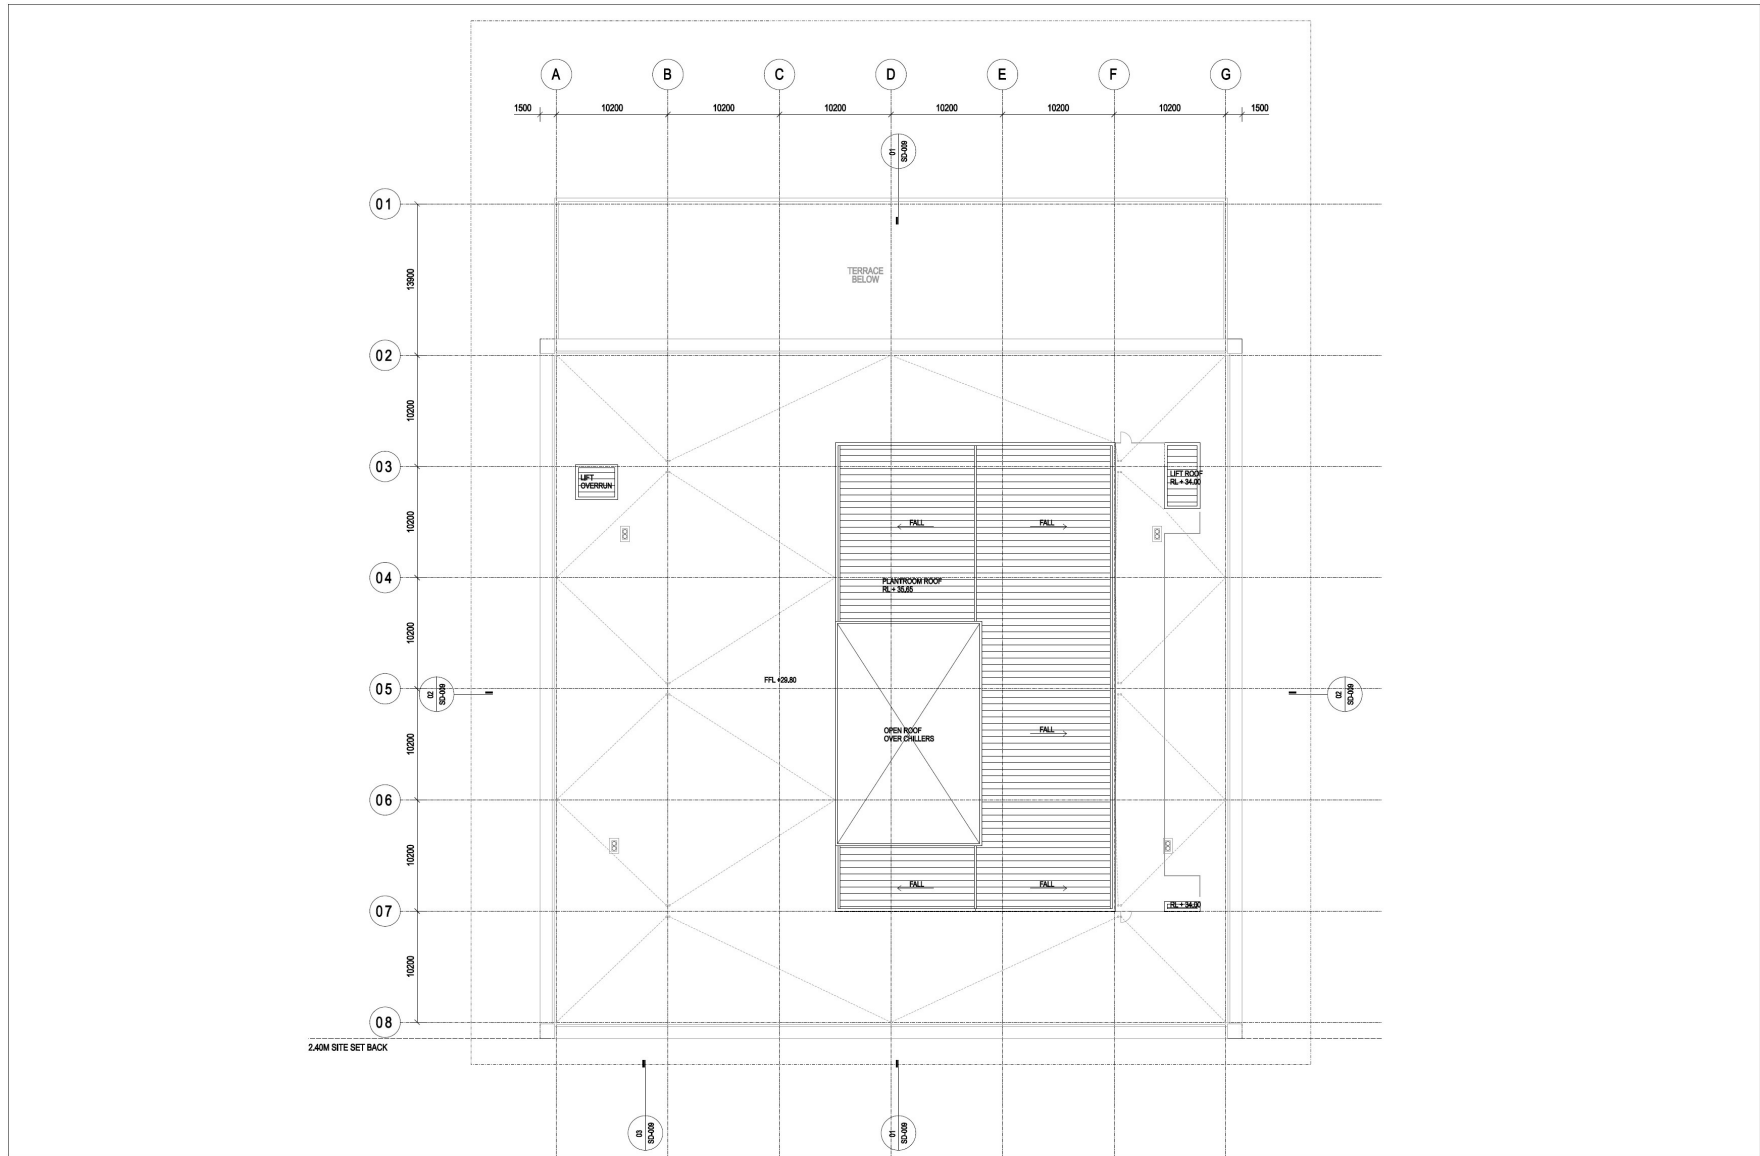 A B C D E F G
1500 10200 10200 10200 10200 10200 10200 1500
01
SD-009
01
13900
TERRACE
BELOW
02
10200
03
LIFT
OVERRUN
LIFT ROOF
RL + 34.00
10200
FALL FALL
04
PLANTROOM ROOF
RL + 35.65
10200
FFL +29.80
05
02
SD-009
02
SD-009
OPEN ROOF
OVER CHILLERS
FALL
10200
06
10200
FALL FALL
07
RL + 34.00
10200
08
2.40M SITE SET BACK
03
SD-009
01
SD-009